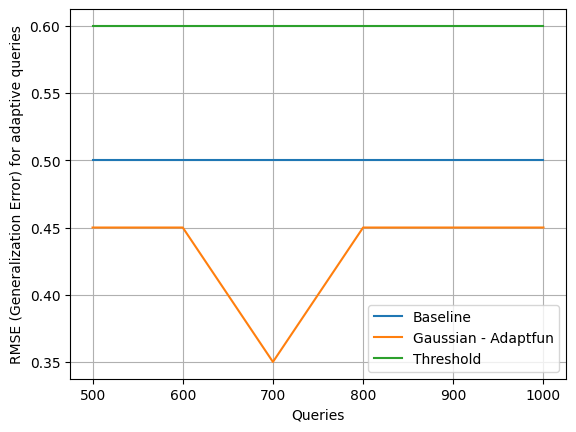 RMSE (Generalization Error) for adaptive queries
0.60
0.55
0.50
0.45
0.40
0.35
Baseline
Gaussian - Adaptfun
Threshold
500 600 700 800 900 1000
Queries